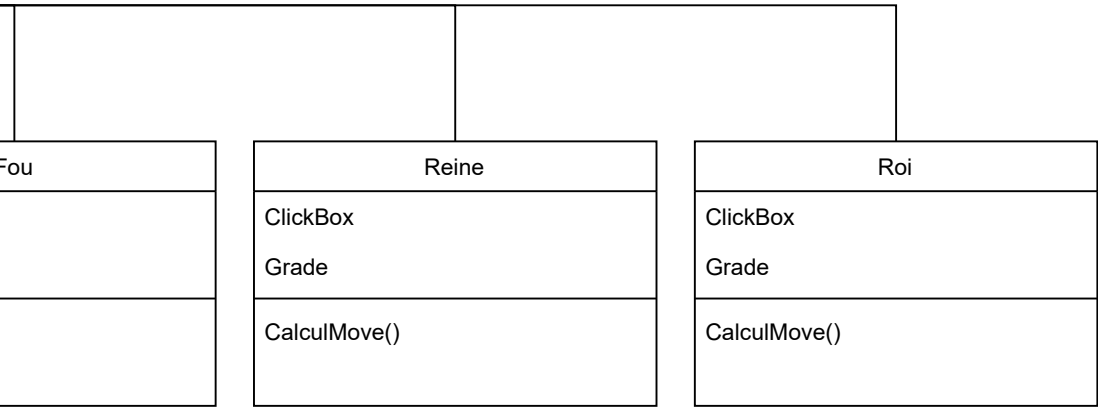 Fou
Reine
ClickBox
Grade
CalculMove()
Roi
ClickBox
Grade
CalculMove()